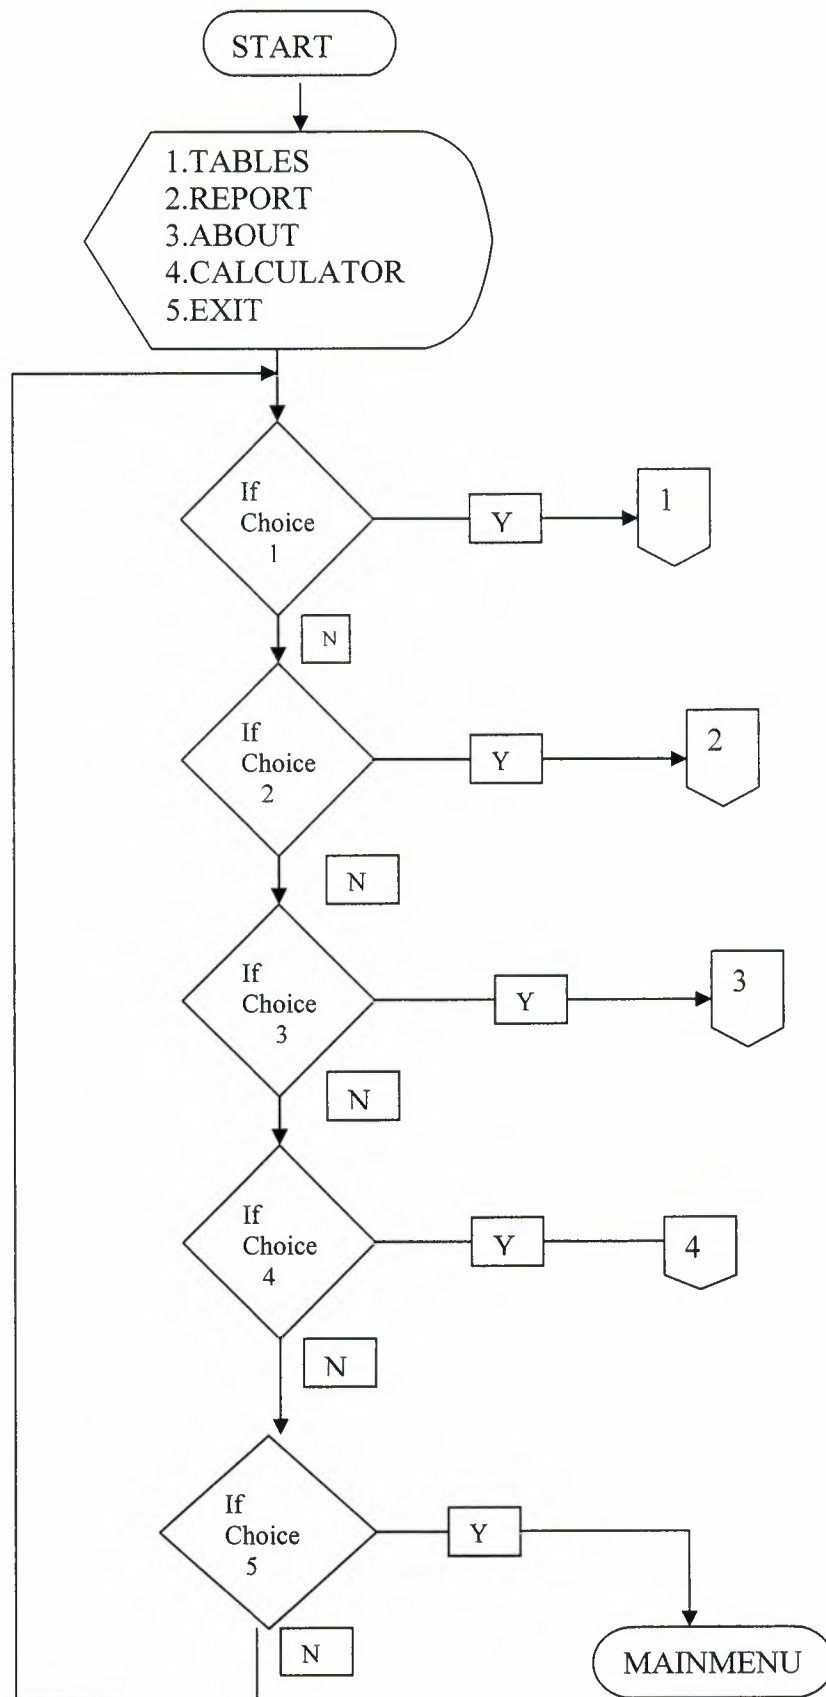 START
1.TABLES
2.REPORT
3.ABOUT
4.CALCULATOR
5.EXIT
If
Choice
1
Y
1
N
If
Choice
2
Y
2
N
If
Choice
3
Y
3
N
If
Choice
4
Y
4
N
If
Choice
5
Y
N
MAINMENU